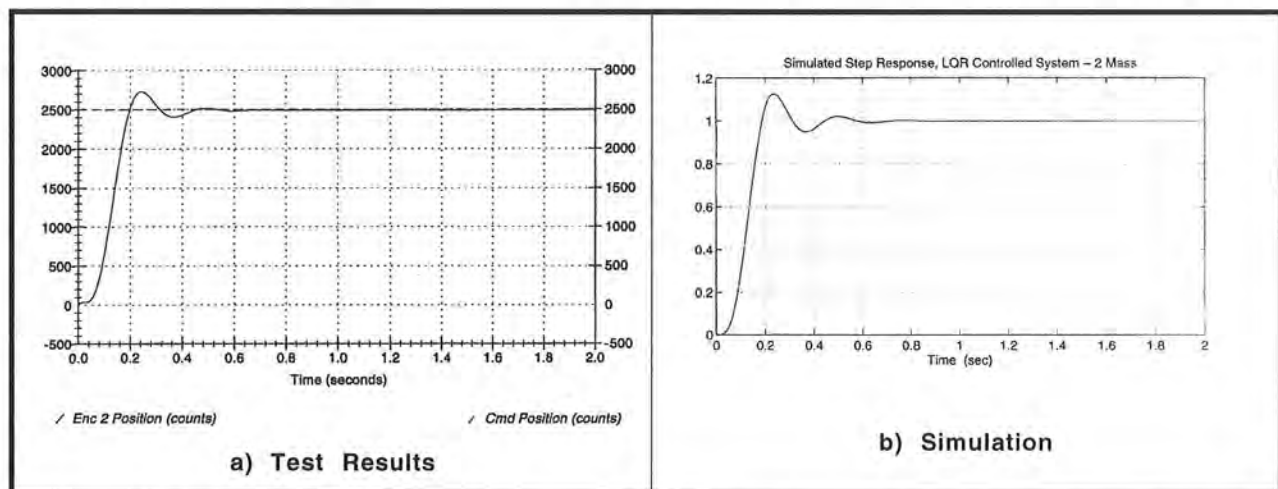 3000
2500
2000
1500
1000
500
0
-500
3000
2500
2000
1500
1000
500
0
-500
0.0 0.2 0.4 0.6 0.8 1.0 1.2 1.4 1.6 1.8 2.0
Time (seconds)
Enc 2 Position (counts) Cmd Position (counts)
a) Test Results
Simulated Step Response, LQR Controlled System – 2 Mass
1.2
1
0.8
0.6
0.4
0.2
0
0 0.2 0.4 0.6 0.8 1 1.2 1.4 1.6 1.8 2
Time (sec)
b) Simulation